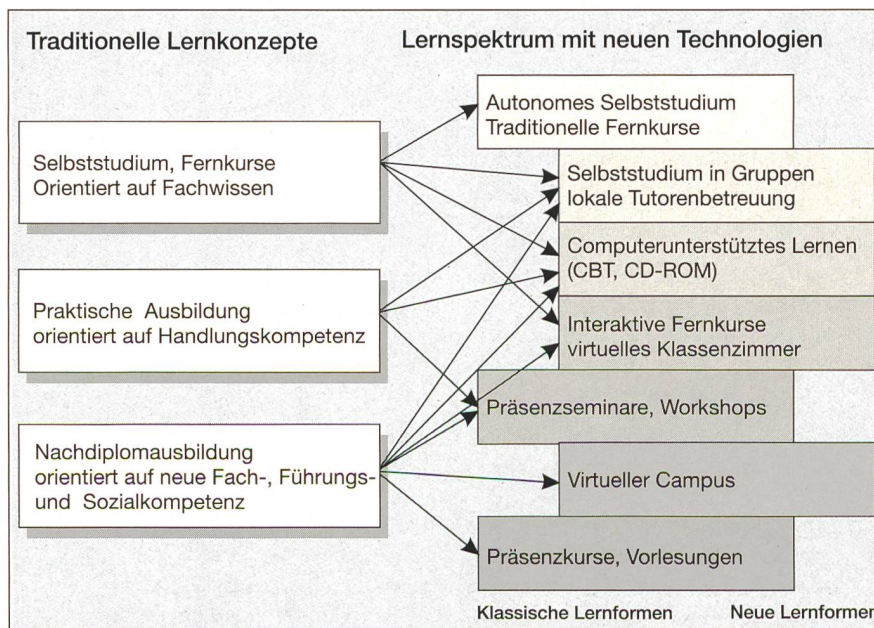 Traditionelle Lernkonzepte
Selbststudium, Fernkurse
Orientiert auf Fachwissen
Praktische Ausbildung
orientiert auf Handlungskompetenz
Nachdiplomausbildung
orientiert auf neue Fach-, Führungs-
und Sozialkompetenz
Lernspektrum mit neuen Technologien
Autonomes Selbststudium
Traditionelle Fernkurse
Selbststudium in Gruppen
lokale Tutorenbetreuung
Computerunterstütztes Lernen
(CBT, CD-ROM)
Interaktive Fernkurse
virtuelles Klassenzimmer
Präsenzseminare, Workshops
Virtueller Campus
Präsenzkurse, Vorlesungen
Klassische Lernformen
Neue Lernformen